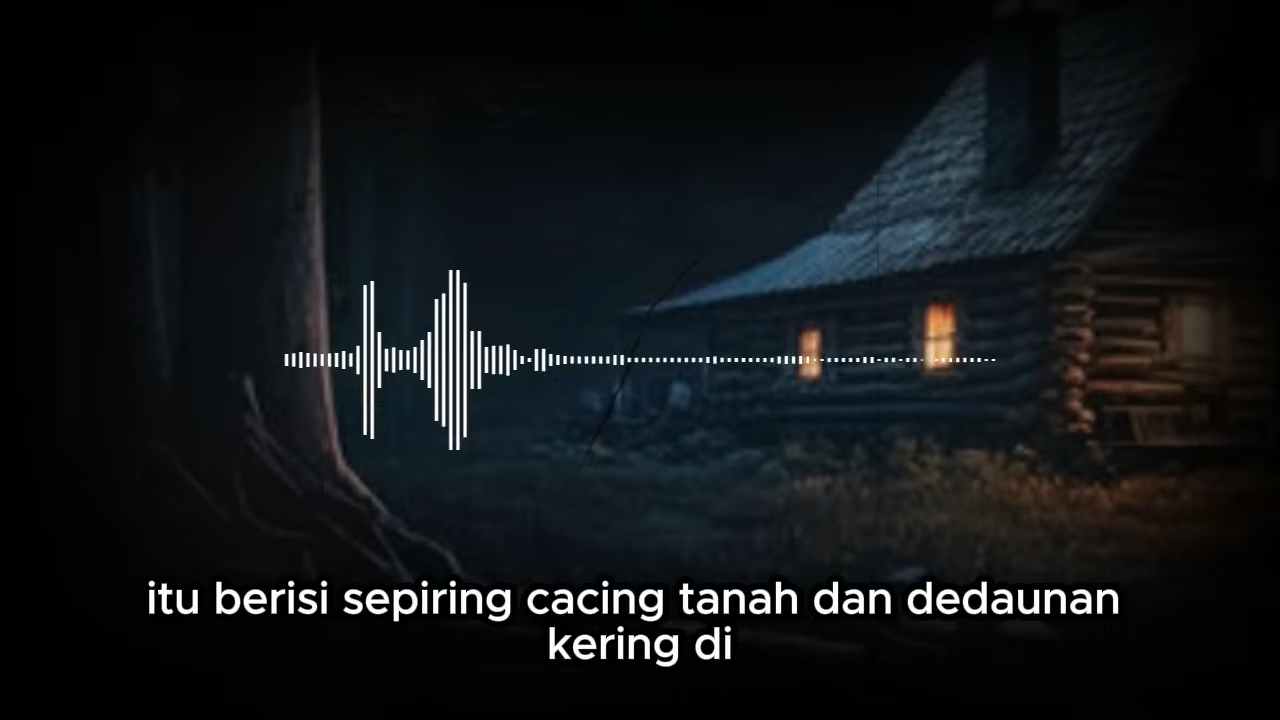 itu berisi sepiring cacing tanah dan dedaunan
kering di